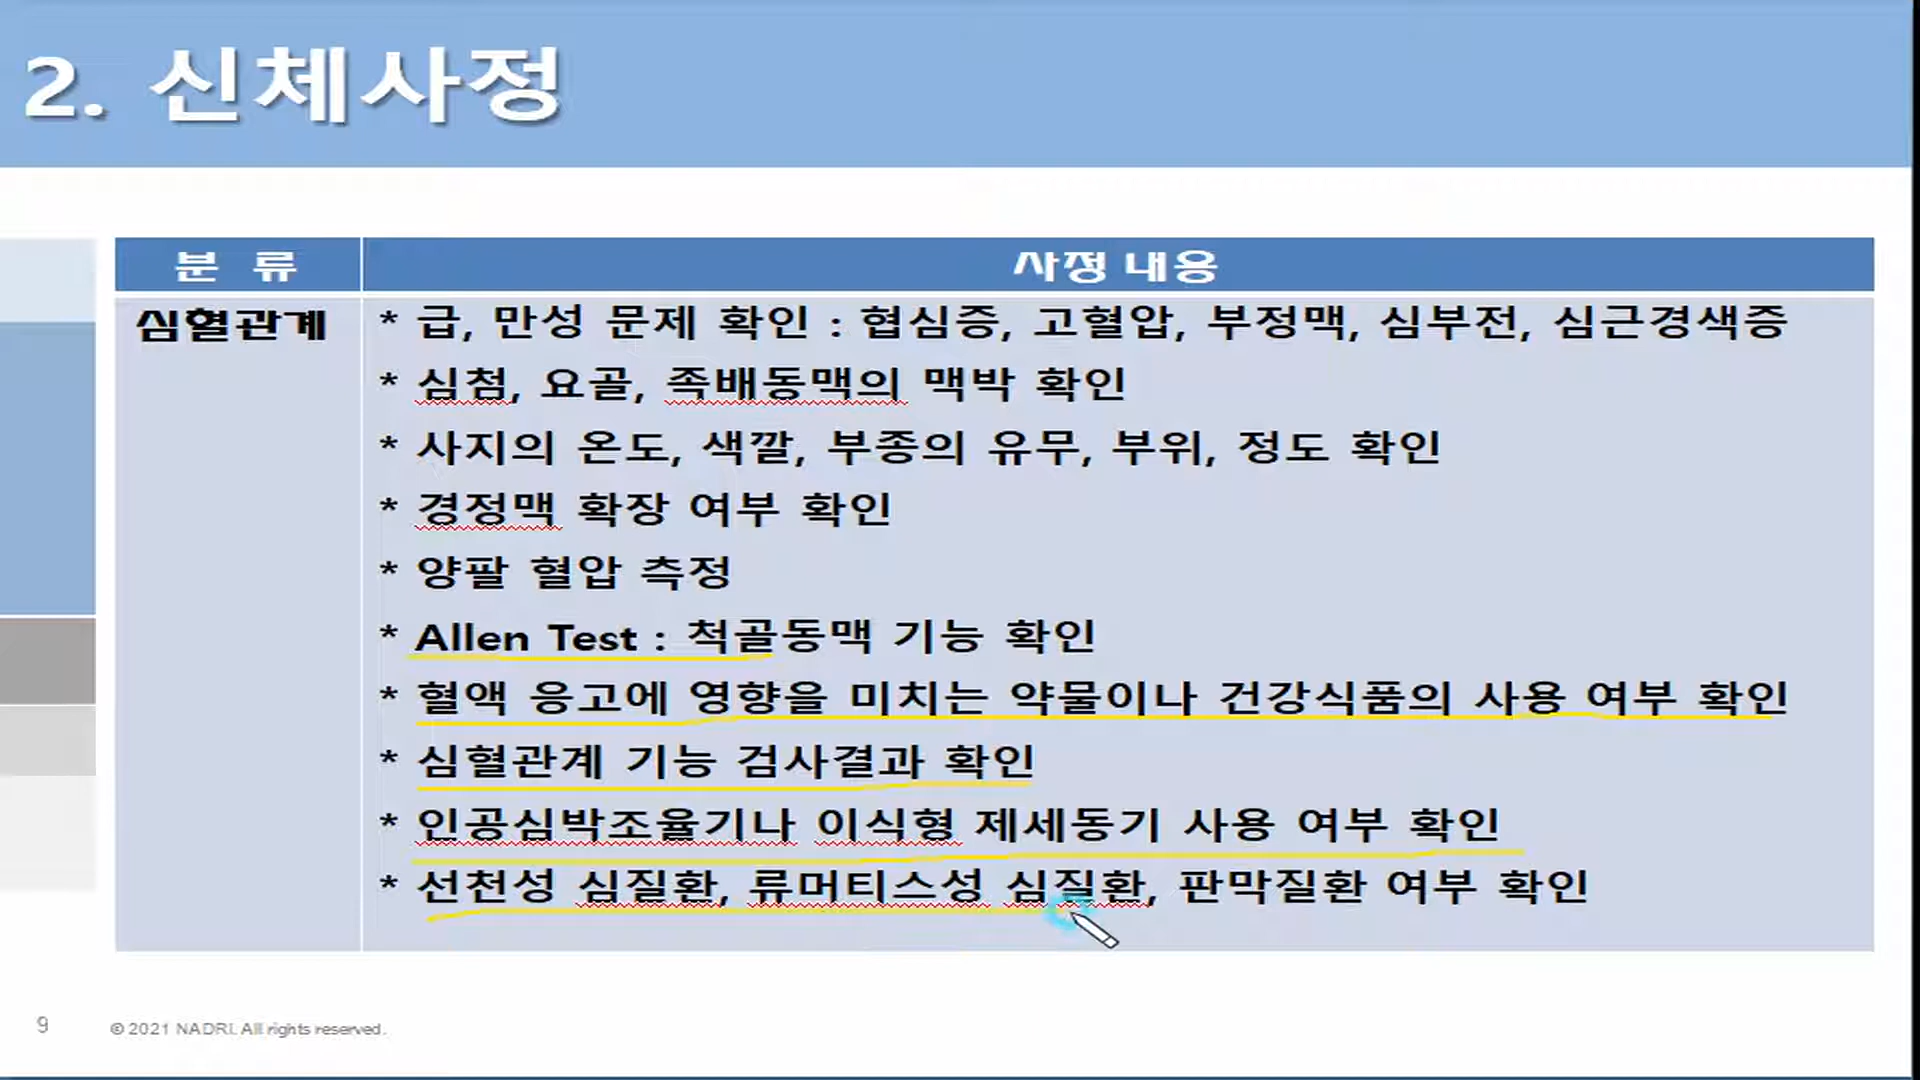 2. 신체사정
분 류 사정 내용
심혈관계 * 급, 만성 문제 확인 : 협심증, 고혈압, 부정맥, 심부전, 심근경색증
* 심첨, 요골, 족배동맥의 맥박 확인
* 사지의 온도, 색깔, 부종의 유무, 부위, 정도 확인
* 경정맥 확장 여부 확인
* 양팔 혈압 측정
* Allen Test : 척골동맥 기능 확인
* 혈액 응고에 영향을 미치는 약물이나 건강식품의 사용 여부 확인
* 심혈관계 기능 검사결과 확인
* 인공심박조율기나 이식형 제세동기 사용 여부 확인
* 선천성 심질환, 류머티스성 심질환, 판막질환 여부 확인
9 © 2021 NADRI. All rights reserved.